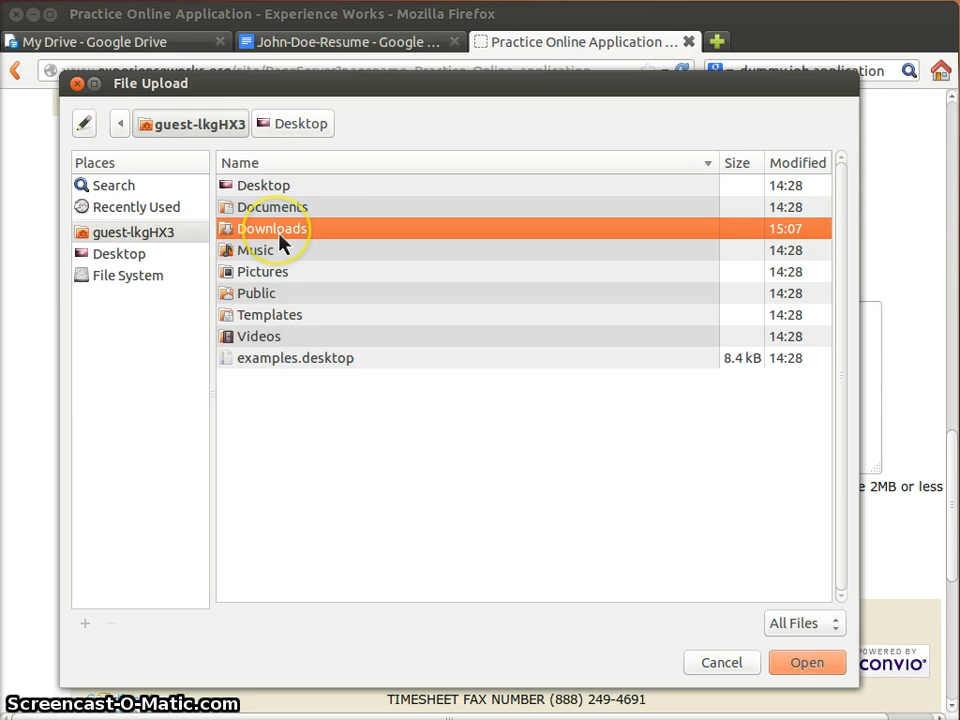 Practice Online Application - Experience Works - Mozilla Firefox
My Drive - Google Drive
John-Doe-Resume - Google ...
Practice Online Application ...
dummy job application
File Upload
guest-lkgHX3
Desktop
Places
Name
Size
Modified
Search
Recently Used
guest-lkgHX3
Desktop
File System
Desktop 14:28
Documents 14:28
Downloads 15:07
Music 14:28
Pictures 14:28
Public 14:28
Templates 14:28
Videos 14:28
examples.desktop 8.4 kB 14:28
e 2MB or less
All Files
Cancel
Open
POWERED BY
convio
TIMESHEET FAX NUMBER (888) 249-4691
Screencast-O-Matic.com